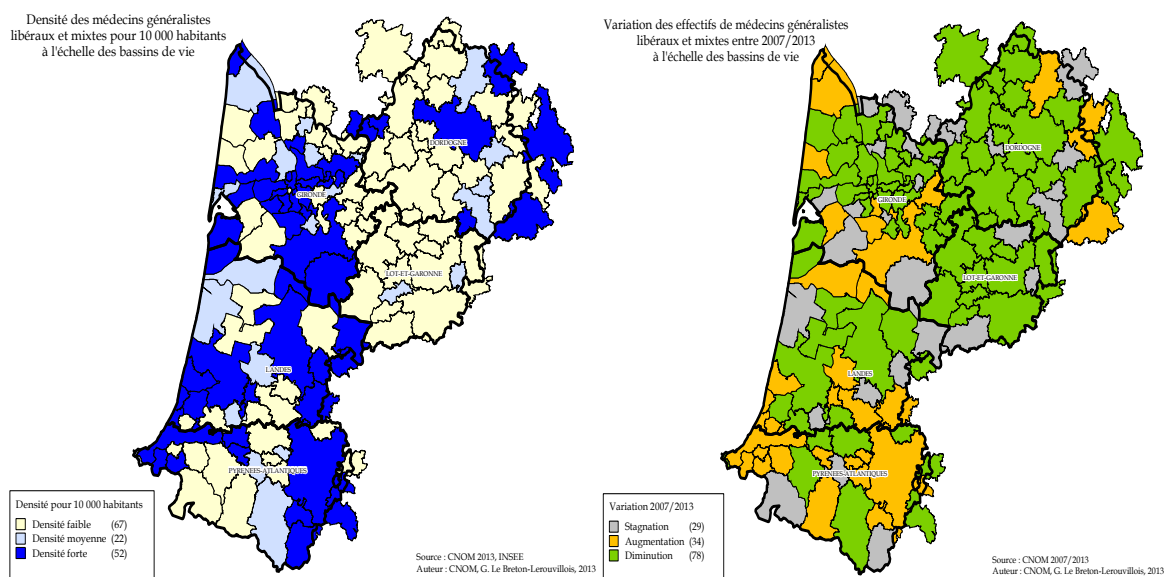 Densité des médecins généralistes
libéraux et mixtes pour 10 000 habitants
à l'échelle des bassins de vie
DORDOGNE
GIRONDE
LOT-ET-GARONNE
LANDES
PYRENEES-ATLANTIQUES
Densité pour 10 000 habitants
Densité faible (67)
Densité moyenne (22)
Densité forte (52)
Source : CNOM 2013, INSEE
Auteur : CNOM, G. Le Breton-Lerouvillois, 2013
Variation des effectifs de médecins généralistes
libéraux et mixtes entre 2007/2013
à l'échelle des bassins de vie
DORDOGNE
GIRONDE
LOT-ET-GARONNE
LANDES
PYRENEES-ATLANTIQUES
Variation 2007/2013
Stagnation (29)
Augmentation (34)
Diminution (78)
Source : CNOM 2007/2013
Auteur : CNOM, G. Le Breton-Lerouvillois, 2013